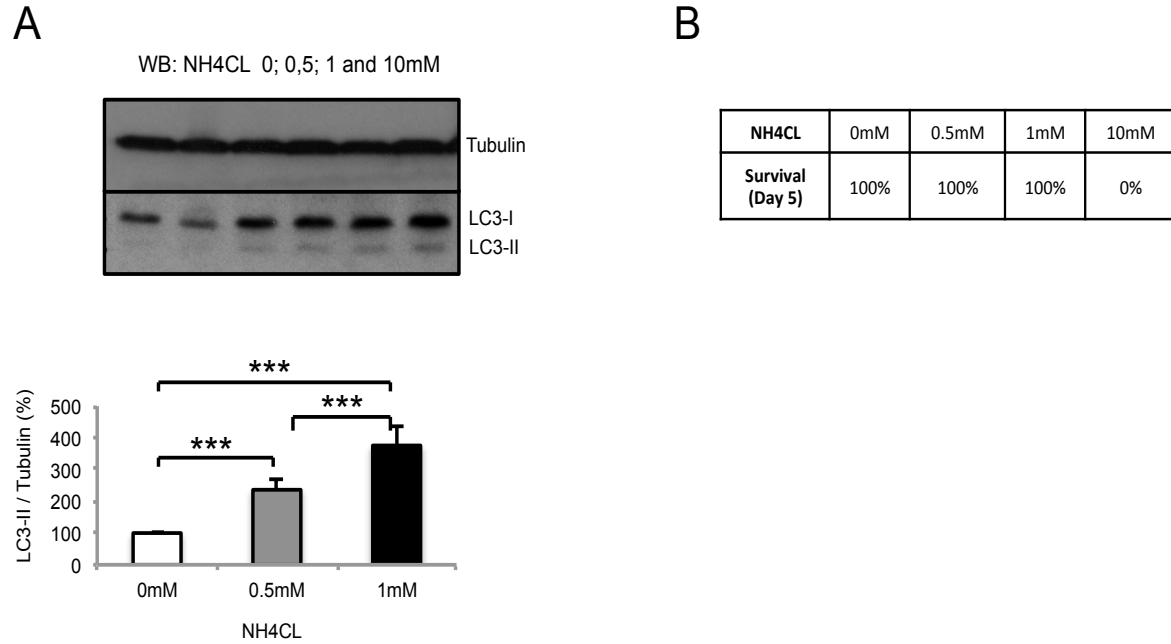 A
WB: NH4CL 0; 0,5; 1 and 10mM
Tubulin
LC3-I
LC3-II
LC3-II / Tubulin (%)
500
400
300
200
100
0
***
***
***
0mM
0.5mM
1mM
NH4CL
B
NH4CL 0mM 0.5mM 1mM 10mM
Survival
(Day 5) 100% 100% 100% 0%